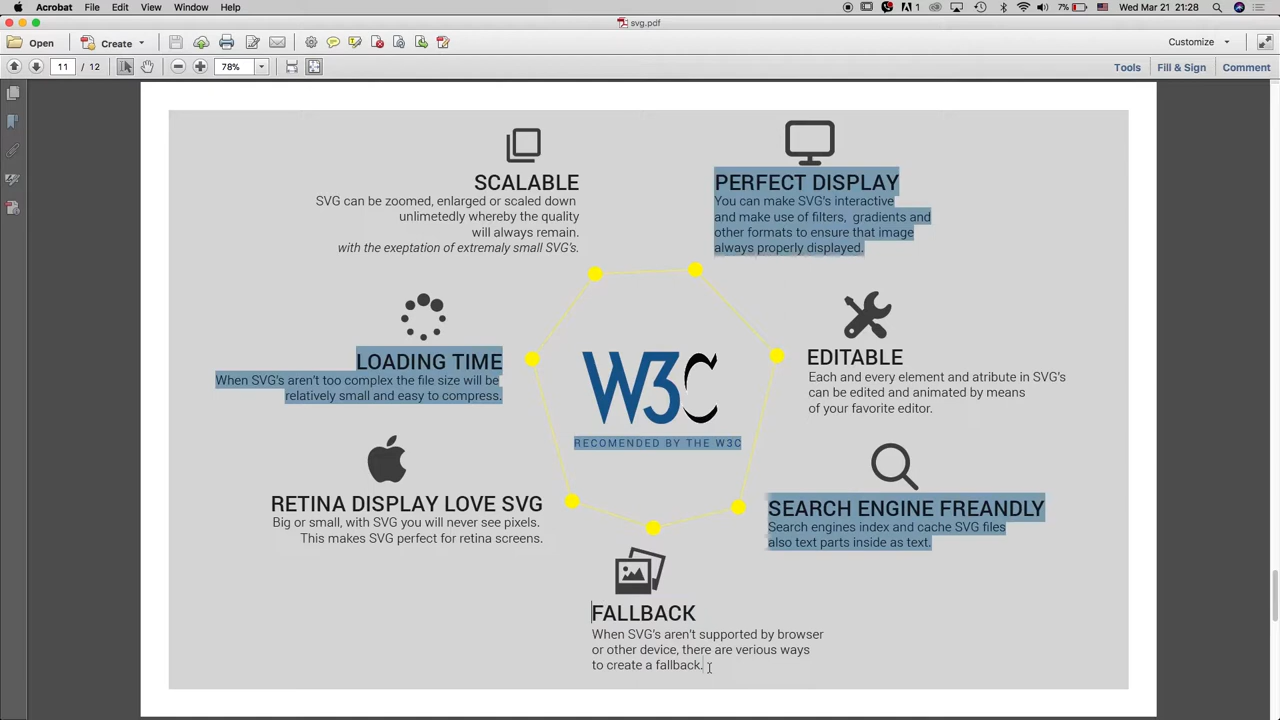 Acrobat File Edit View Window Help
1 7% Wed Mar 21 21:28
svg.pdf
Open Create Customize
11 / 12 78% Tools Fill & Sign Comment
SCALABLE
SVG can be zoomed, enlarged or scaled down
unlimetedly whereby the quality
will always remain.
with the exeptation of extremaly small SVG's.
PERFECT DISPLAY
You can make SVG's interactive
and make use of filters, gradients and
other formats to ensure that image
always properly displayed.
LOADING TIME
When SVG's aren't too complex the file size will be
relatively small and easy to compress.
EDITABLE
Each and every element and atribute in SVG's
can be edited and animated by means
of your favorite editor.
W3C
RECOMENDED BY THE W3C
RETINA DISPLAY LOVE SVG
Big or small, with SVG you will never see pixels.
This makes SVG perfect for retina screens.
SEARCH ENGINE FREANDLY
Search engines index and cache SVG files
also text parts inside as text.
FALLBACK
When SVG's aren't supported by browser
or other device, there are verious ways
to create a fallback.